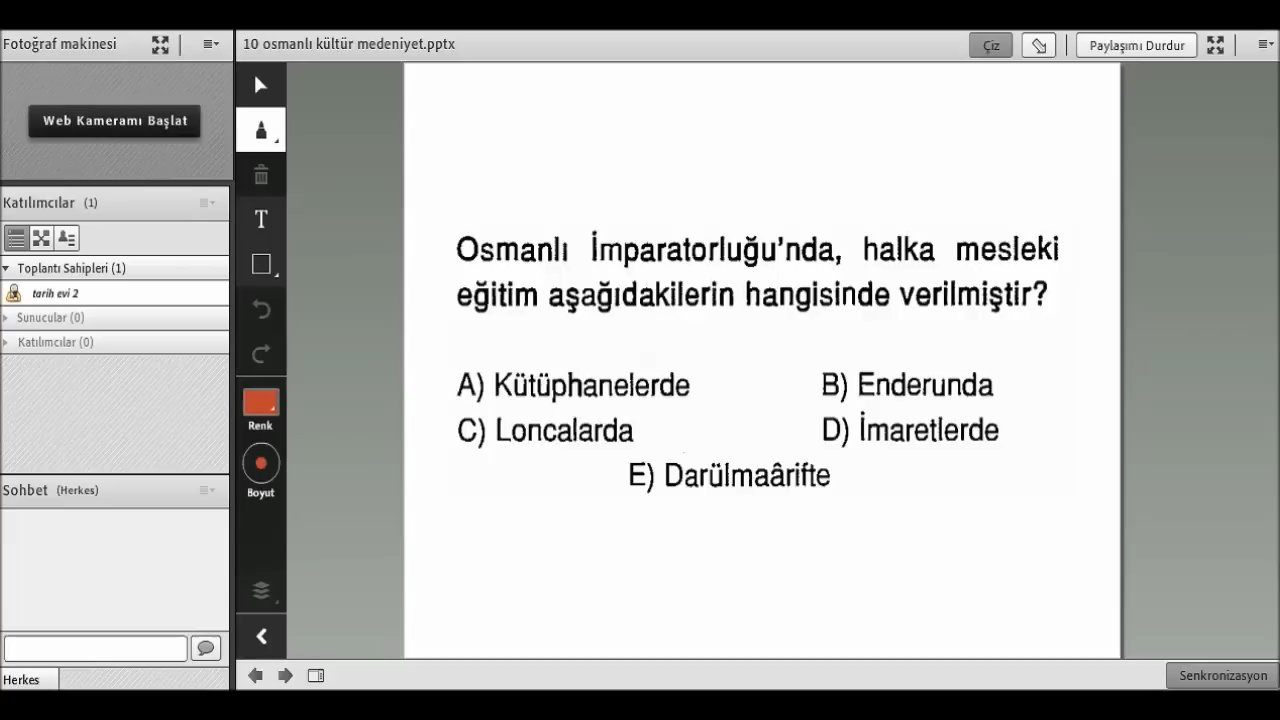 Fotoğraf makinesi
10 osmanlı kültür medeniyet.pptx
Çiz
Paylaşımı Durdur
Web Kameramı Başlat
Katılımcılar (1)
Toplantı Sahipleri (1)
tarih evi 2
Sunucular (0)
Katılımcılar (0)
Sohbet (Herkes)
Herkes
T
Renk
Boyut
Osmanlı İmparatorluğu'nda, halka mesleki
eğitim aşağıdakilerin hangisinde verilmiştir?
A) Kütüphanelerde B) Enderunda
C) Loncalarda D) İmaretlerde
E) Darülmaârifte
Senkronizasyon